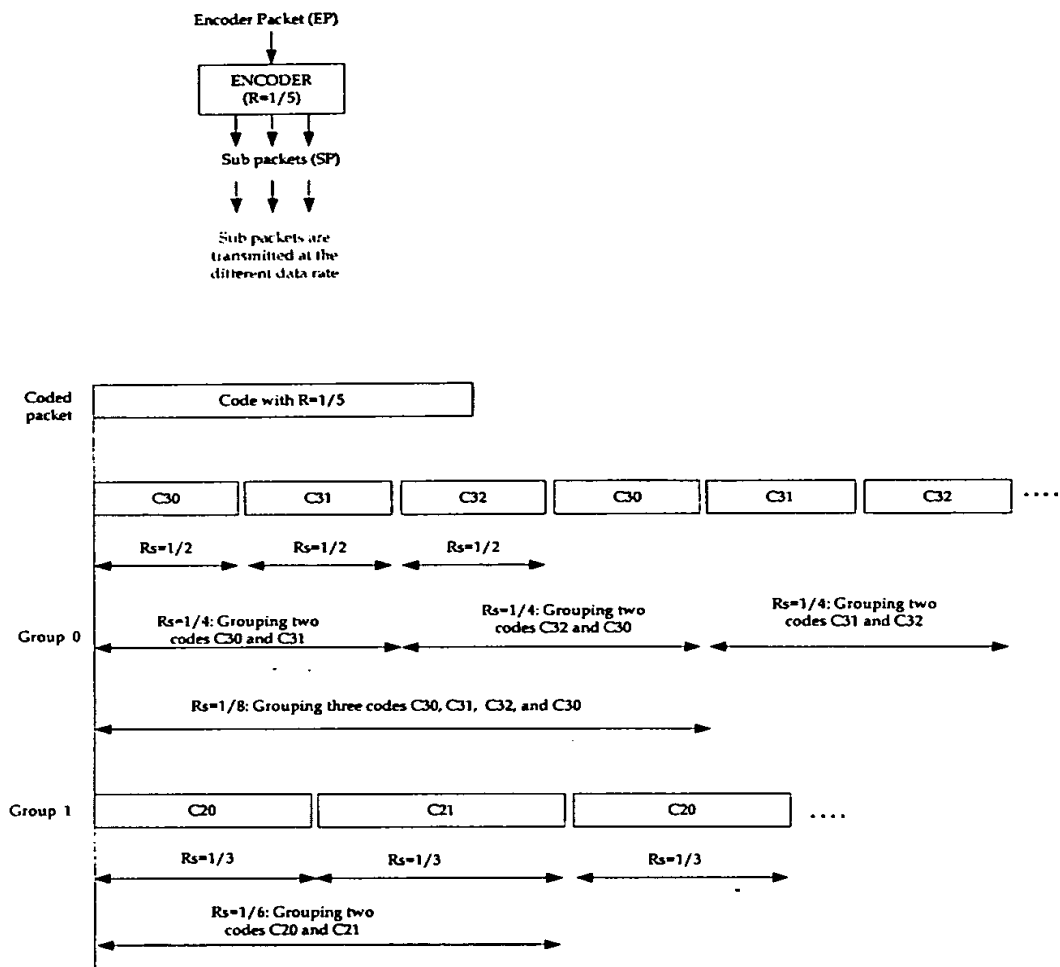 Encoder Packet (EP)
ENCODER
(R=1/5)
Sub packets (SP)
Sub packets are
transmitted at the
different data rate
Coded
packet
Code with R=1/5
C30 C31 C32 C30 C31 C32 ....
Rs=1/2 Rs=1/2 Rs=1/2
Group 0
Rs=1/4: Grouping two
codes C30 and C31
Rs=1/4: Grouping two
codes C32 and C30
Rs=1/4: Grouping two
codes C31 and C32
Rs=1/8: Grouping three codes C30, C31, C32, and C30
Group 1
C20 C21 C20 ....
Rs=1/3 Rs=1/3 Rs=1/3
Rs=1/6: Grouping two
codes C20 and C21